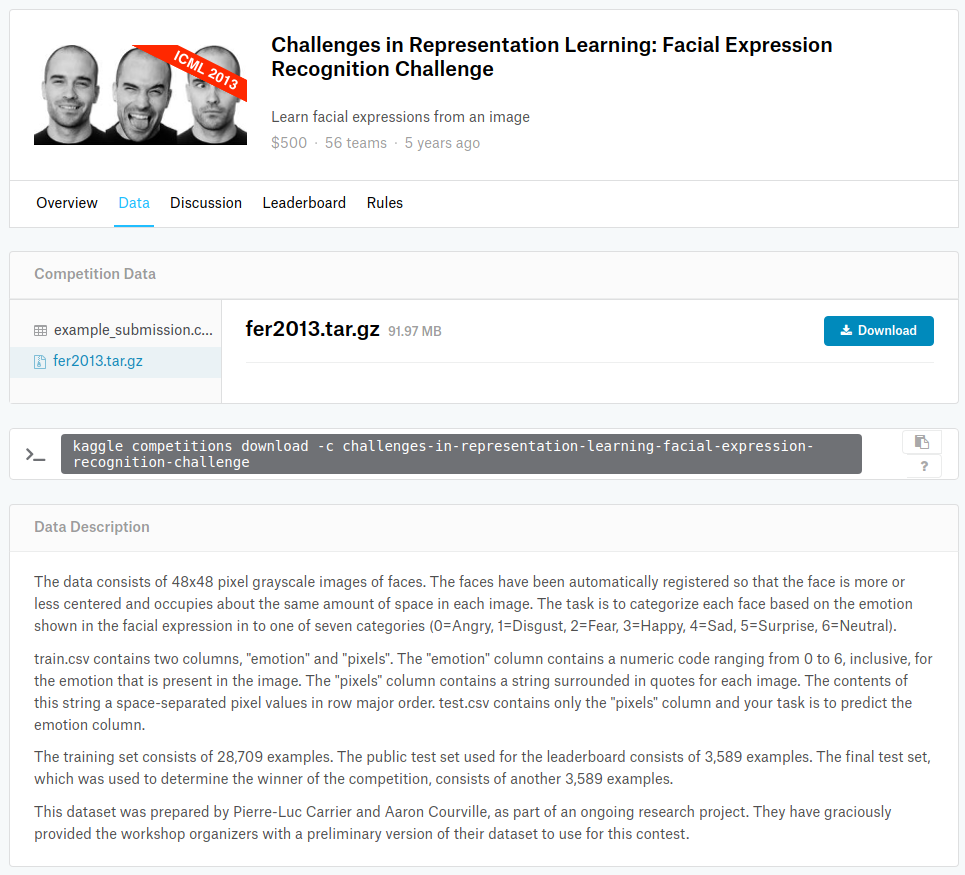 ICML 2013
Challenges in Representation Learning: Facial Expression
Recognition Challenge
Learn facial expressions from an image
$500 · 56 teams · 5 years ago
Overview Data Discussion Leaderboard Rules
Competition Data
example_submission.c...
fer2013.tar.gz
fer2013.tar.gz 91.97 MB
Download
>_
kaggle competitions download -c challenges-in-representation-learning-facial-expression-
recognition-challenge
?
Data Description
The data consists of 48x48 pixel grayscale images of faces. The faces have been automatically registered so that the face is more or
less centered and occupies about the same amount of space in each image. The task is to categorize each face based on the emotion
shown in the facial expression in to one of seven categories (0=Angry, 1=Disgust, 2=Fear, 3=Happy, 4=Sad, 5=Surprise, 6=Neutral).
train.csv contains two columns, "emotion" and "pixels". The "emotion" column contains a numeric code ranging from 0 to 6, inclusive, for
the emotion that is present in the image. The "pixels" column contains a string surrounded in quotes for each image. The contents of
this string a space-separated pixel values in row major order. test.csv contains only the "pixels" column and your task is to predict the
emotion column.
The training set consists of 28,709 examples. The public test set used for the leaderboard consists of 3,589 examples. The final test set,
which was used to determine the winner of the competition, consists of another 3,589 examples.
This dataset was prepared by Pierre-Luc Carrier and Aaron Courville, as part of an ongoing research project. They have graciously
provided the workshop organizers with a preliminary version of their dataset to use for this contest.